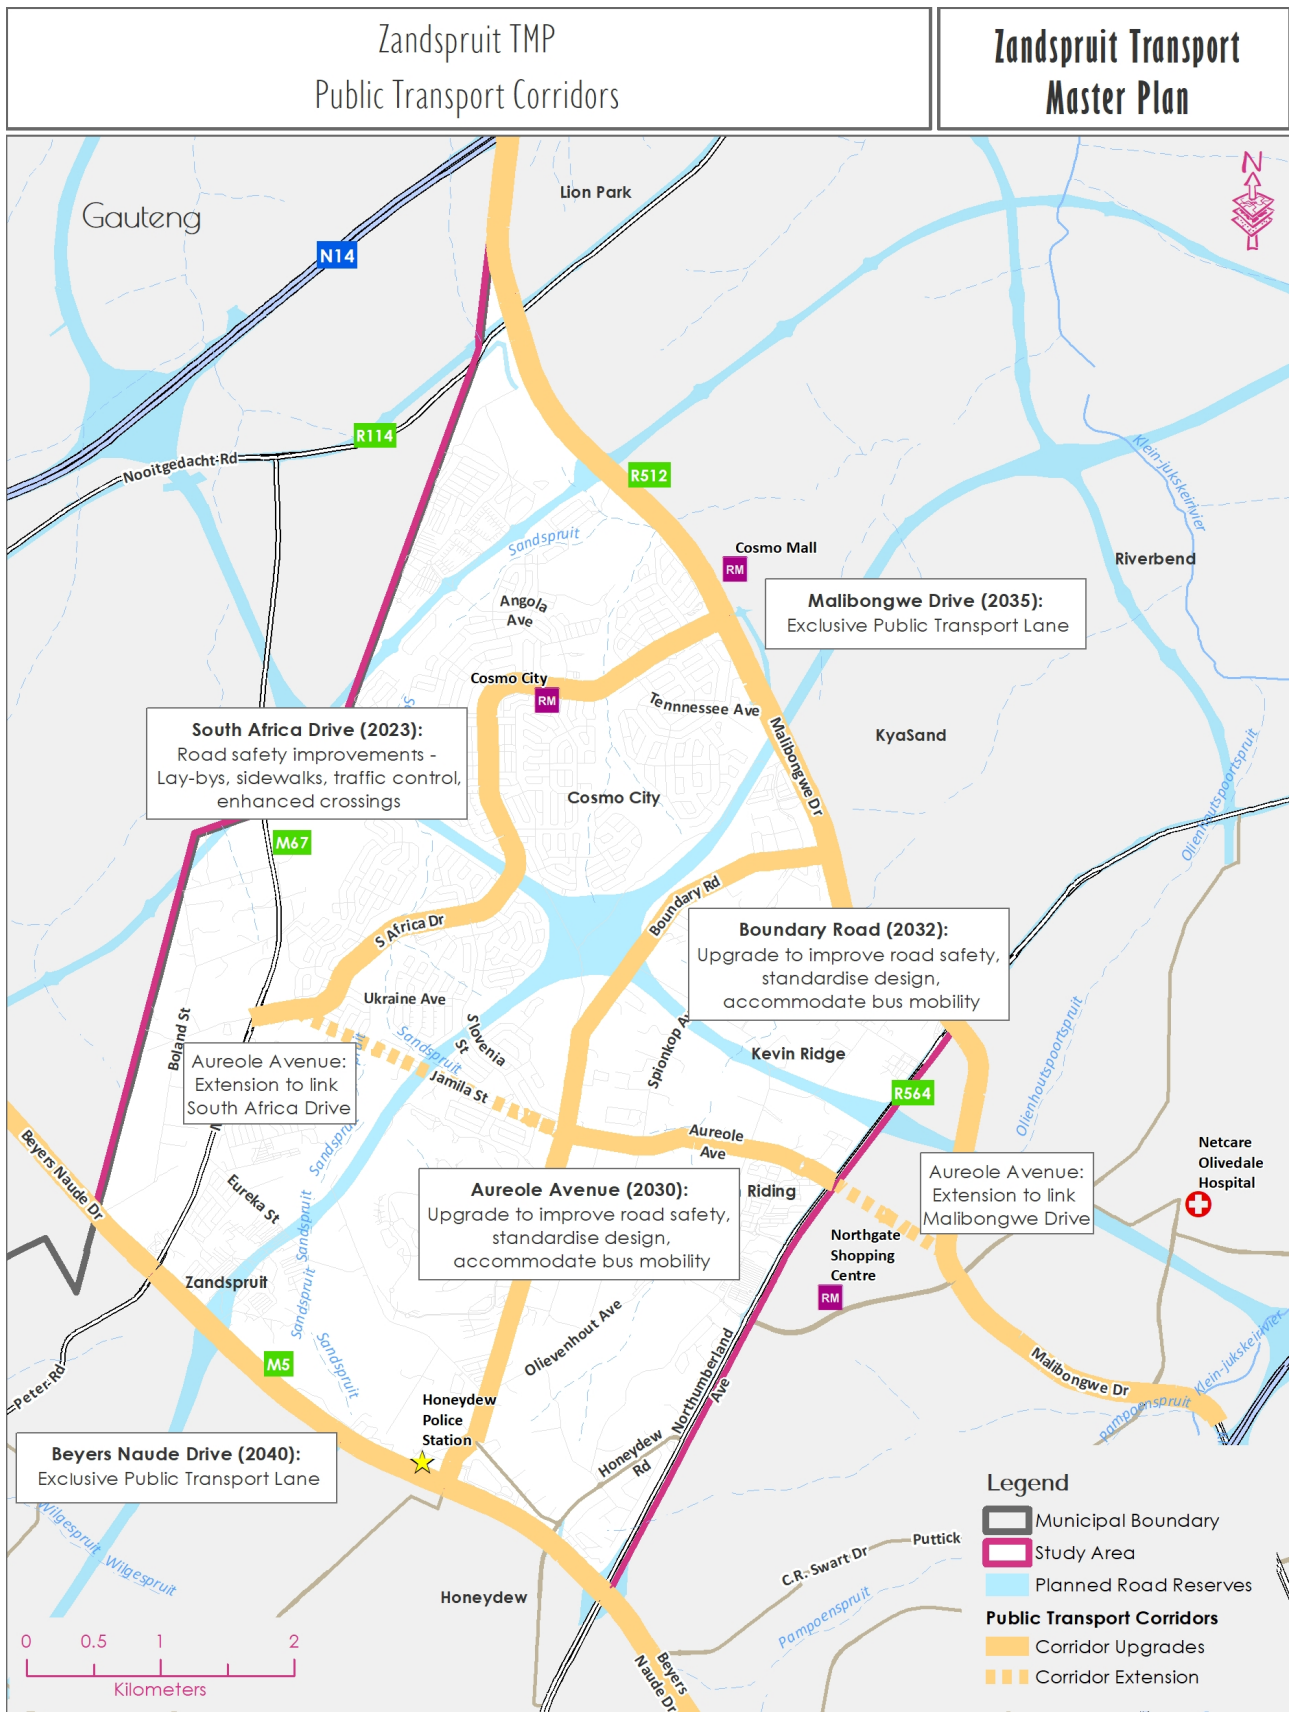 Zandspruit TMP
Public Transport Corridors
Zandspruit Transport
Master Plan
N
Lion Park
Gauteng
N14
R114
Nooitgedacht-Rd
R512
Klein-jukskeirivier
Sandspruit
Cosmo Mall
RM
Riverbend
Angola
Ave
Malibongwe Drive (2035):
Exclusive Public Transport Lane
Cosmo City
RM
Tennnessee Ave
Malibongwe Dr
KyaSand
South Africa Drive (2023):
Road safety improvements -
Lay-bys, sidewalks, traffic control,
enhanced crossings
Cosmo City
Olienhoutspoortspruit
M67
Boundary Rd
S Africa Dr
Boundary Road (2032):
Upgrade to improve road safety,
standardise design,
accommodate bus mobility
Ukraine Ave
Slovenia
St
Boland St
Sandspruit
Spionkop
Kevin Ridge
Olienhoutspoortspruit
Aureole Avenue:
Extension to link
South Africa Drive
Jamila St
R564
Beyers Naude Dr
Aureole
Ave
Netcare
Olivedale
Hospital
Aureole Avenue:
Extension to link
Malibongwe Drive
Eureka St
Sandspruit
Aureole Avenue (2030):
Upgrade to improve road safety,
standardise design,
accommodate bus mobility
Riding
Northgate
Shopping
Centre
RM
Zandspruit
Sandspruit
Sandspruit
Olievenhout Ave
Klein-jukskeirivier
M5
Malibongwe Dr
Northumberland
Ave
Peter-Rd
Honeydew
Police
Station
Pampoenspruit
Honeydew
Rd
Beyers Naude Drive (2040):
Exclusive Public Transport Lane
Wilgespruit
Wilgespruit
C.R. Swart Dr
Puttick
Honeydew
Pampoenspruit
Beyers
Naude Dr
Legend
Municipal Boundary
Study Area
Planned Road Reserves
Public Transport Corridors
Corridor Upgrades
Corridor Extension
0 0.5 1 2
Kilometers